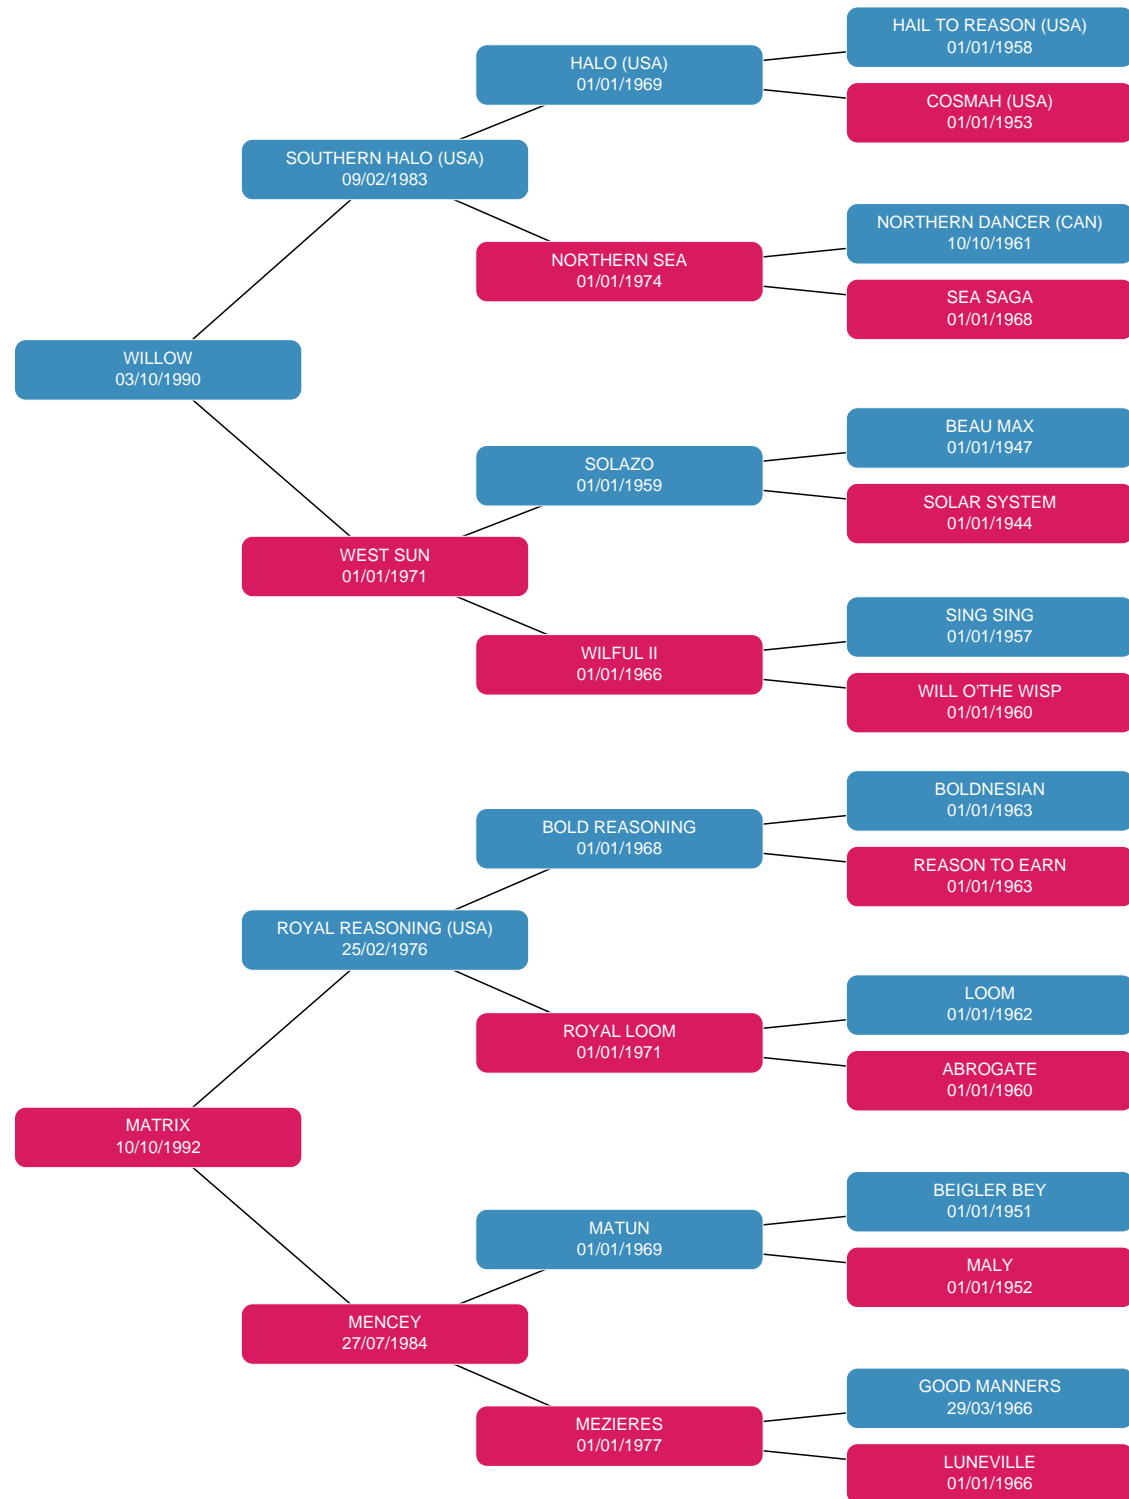 HAIL TO REASON (USA)
01/01/1958
HALO (USA)
01/01/1969
COSMAH (USA)
01/01/1953
SOUTHERN HALO (USA)
09/02/1983
NORTHERN DANCER (CAN)
10/10/1961
NORTHERN SEA
01/01/1974
SEA SAGA
01/01/1968
WILLOW
03/10/1990
BEAU MAX
01/01/1947
SOLAZO
01/01/1959
SOLAR SYSTEM
01/01/1944
WEST SUN
01/01/1971
SING SING
01/01/1957
WILFUL II
01/01/1966
WILL O'THE WISP
01/01/1960
BOLDNESIAN
01/01/1963
BOLD REASONING
01/01/1968
REASON TO EARN
01/01/1963
ROYAL REASONING (USA)
25/02/1976
LOOM
01/01/1962
ROYAL LOOM
01/01/1971
ABROGATE
01/01/1960
MATRIX
10/10/1992
BEIGLER BEY
01/01/1951
MATUN
01/01/1969
MALY
01/01/1952
MENCEY
27/07/1984
GOOD MANNERS
29/03/1966
MEZIERES
01/01/1977
LUNEVILLE
01/01/1966